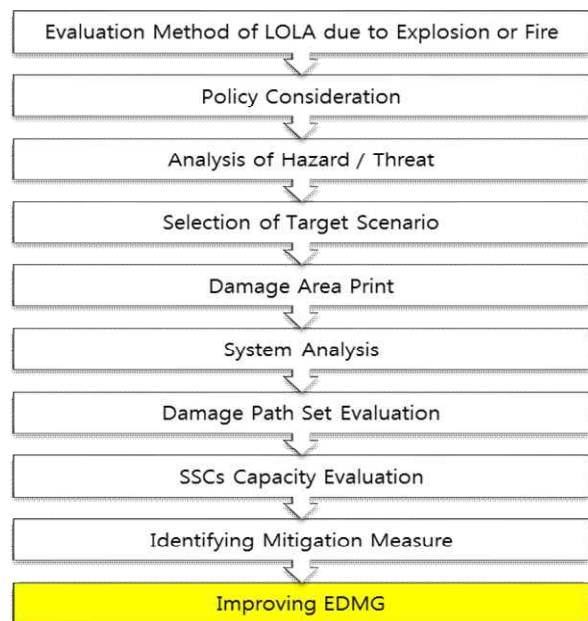 Evaluation Method of LOLA due to Explosion or Fire
Policy Consideration
Analysis of Hazard / Threat
Selection of Target Scenario
Damage Area Print
System Analysis
Damage Path Set Evaluation
SSCs Capacity Evaluation
Identifying Mitigation Measure
Improving EDMG